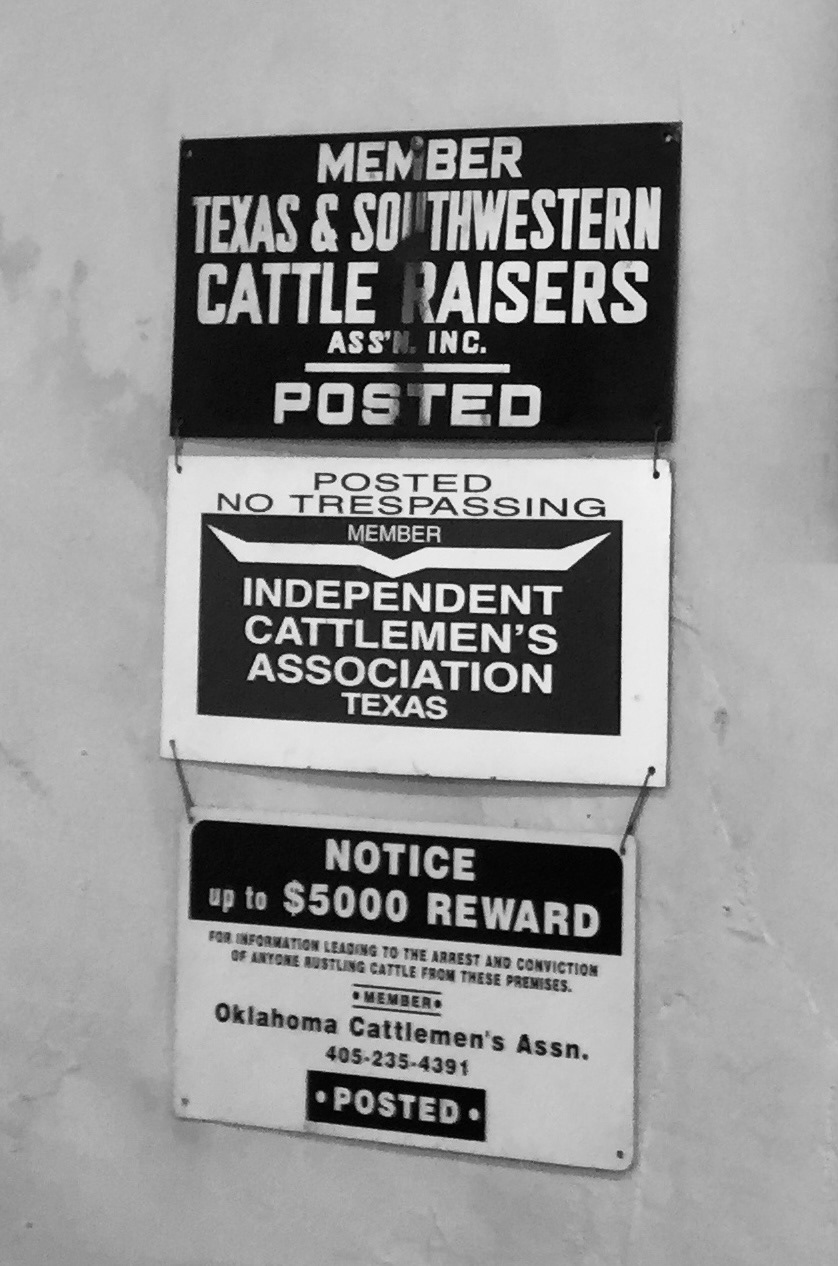 MEMBER
TEXAS & SOUTHWESTERN
CATTLE RAISERS
ASS'N. INC.
POSTED
POSTED
NO TRESPASSING
MEMBER
INDEPENDENT
CATTLEMEN'S
ASSOCIATION
TEXAS
NOTICE
up to $5000 REWARD
FOR INFORMATION LEADING TO THE ARREST AND CONVICTION
OF ANYONE RUSTLING CATTLE FROM THESE PREMISES.
•MEMBER•
Oklahoma Cattlemen's Assn.
405-235-4391
•POSTED•